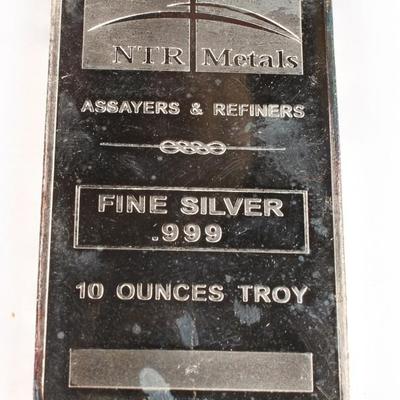 NTR Metals
ASSAYERS & REFINERS
FINE SILVER
.999
10 OUNCES TROY